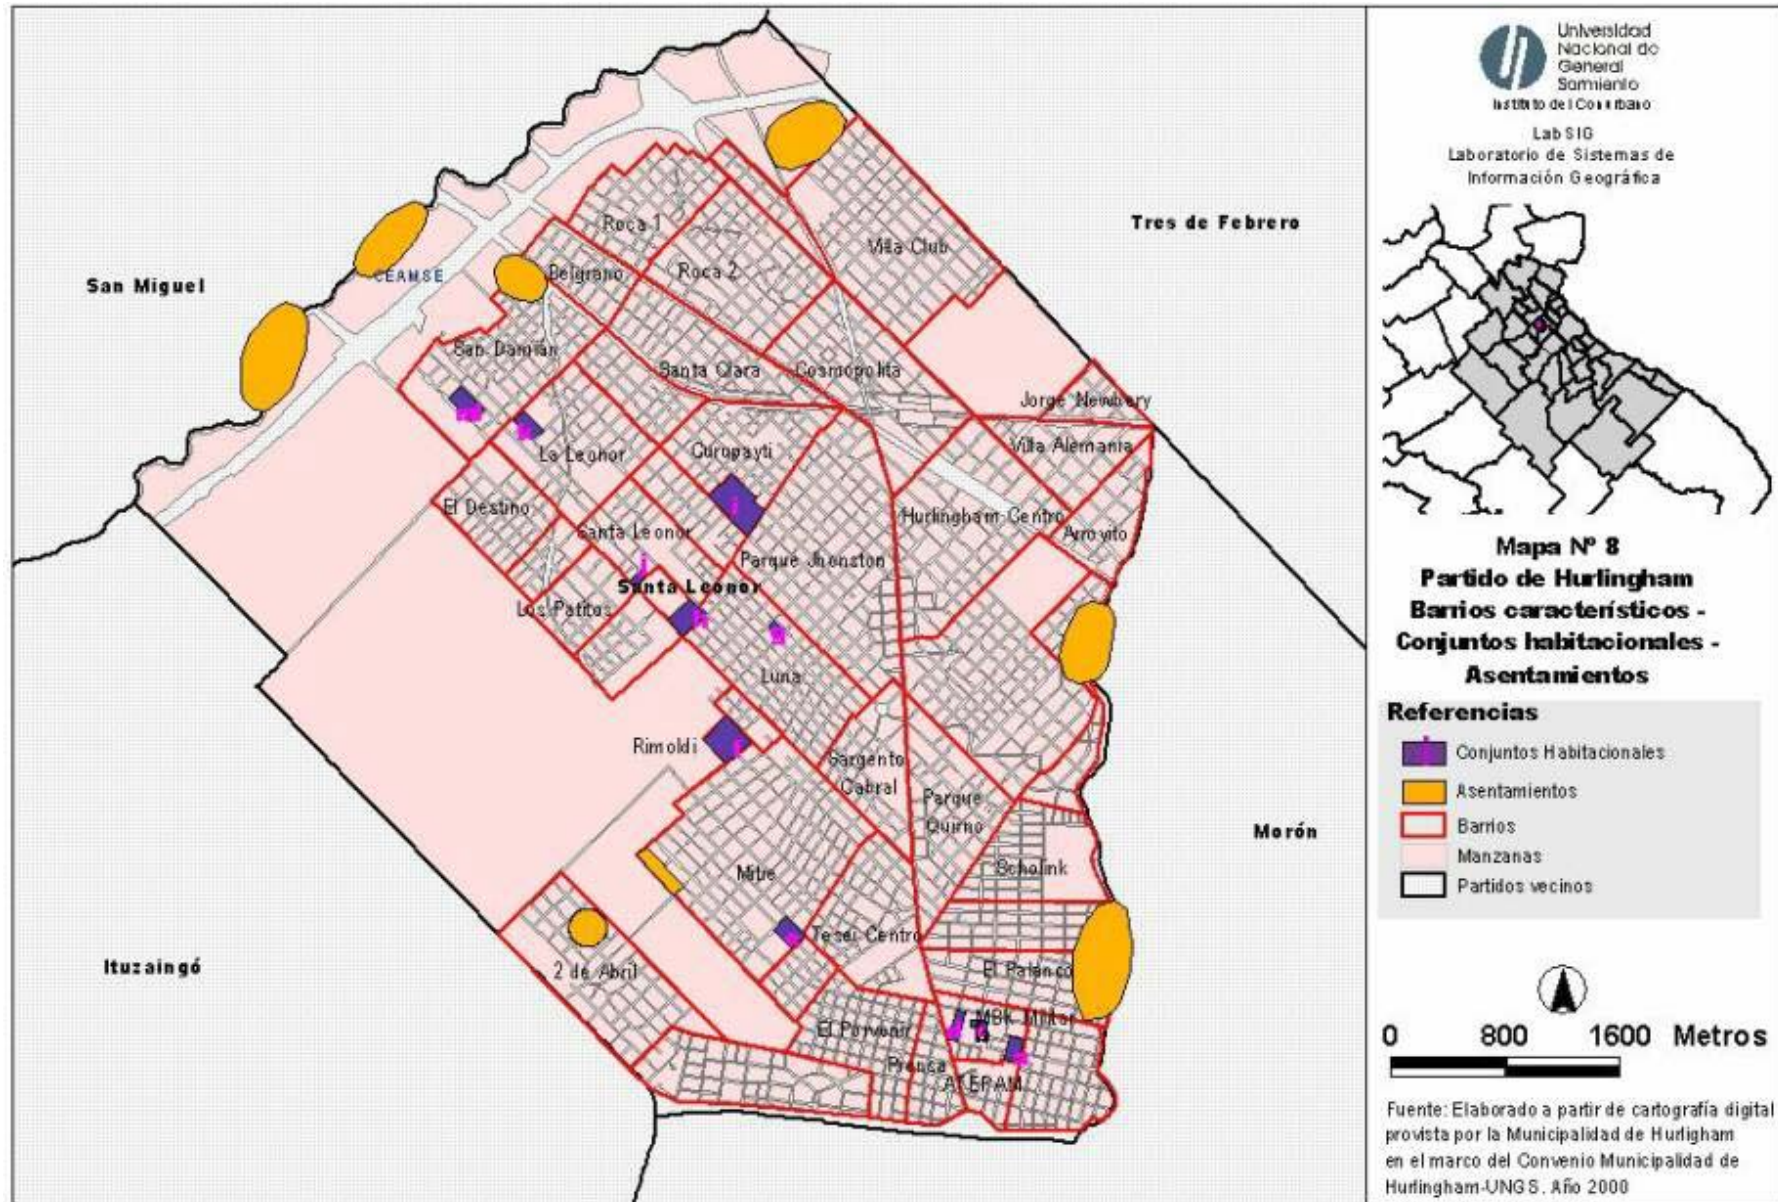 Universidad
Nacional de
General
Sarmiento
Instituto del Conurbano
Lab SIG
Laboratorio de Sistemas de
Información Geográfica
Mapa Nº 8
Partido de Hurlingham
Barrios característicos -
Conjuntos habitacionales -
Asentamientos
Referencias
Conjuntos Habitacionales
Asentamientos
Barrios
Manzanas
Partidos vecinos
0 800 1600 Metros
Fuente: Elaborado a partir de cartografía digital
provista por la Municipalidad de Hurligham
en el marco del Convenio Municipalidad de
Hurlingham-UNGS. Año 2000
San Miguel
Tres de Febrero
Morón
Ituzaingó
CEAMSE
Roca 1
Roca 2
Villa Club
Belgrano
San Damián
Santa Clara
Cosmopolita
Jorge Newbery
Villa Alemania
La Leonor
Curupayti
El Destino
Hurlingham Centro
Arroyito
Santa Leonor
Parque Jhonston
Santa Leonor
Los Patitos
Luna
Rimoldi
Sargento
Cabral
Parque
Quirno
Mitre
Scholink
Tesei Centro
2 de Abril
El Palanco
MBK Militar
El Porvenir
Prensa
ATEPAM